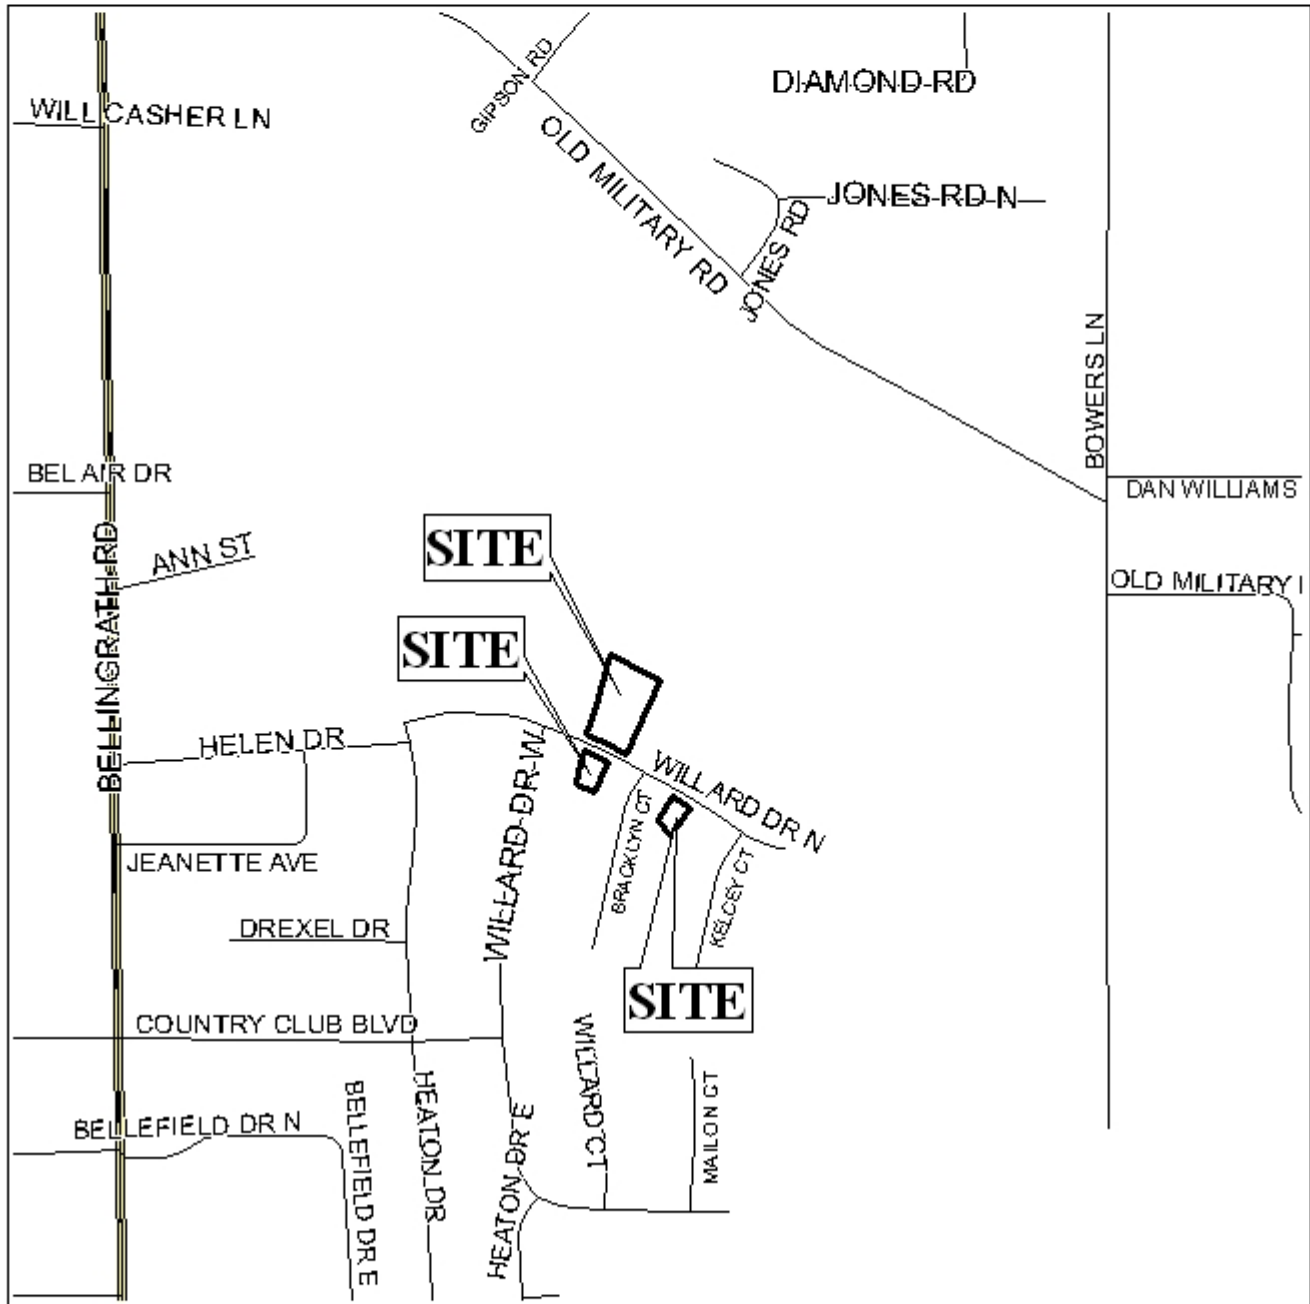 GIPSON RD
DIAMOND RD
WILL CASHER LN
OLD MILITARY RD
JONES RD N
JONES RD
BOWERS LN
BEL AIR DR
DAN WILLIAMS
ANN ST
SITE
BELLINGRATH RD
OLD MILITARY
SITE
HELEN DR
WILLARD DR W
WILLARD DR N
BRACKLYN CT
JEANETTE AVE
KELCEY CT
DREXEL DR
SITE
COUNTRY CLUB BLVD
WILLARD CT
HEATON DR
BELLEFIELD DR N
BELLEFIELD DR E
HEATON DR E
MAILON CT